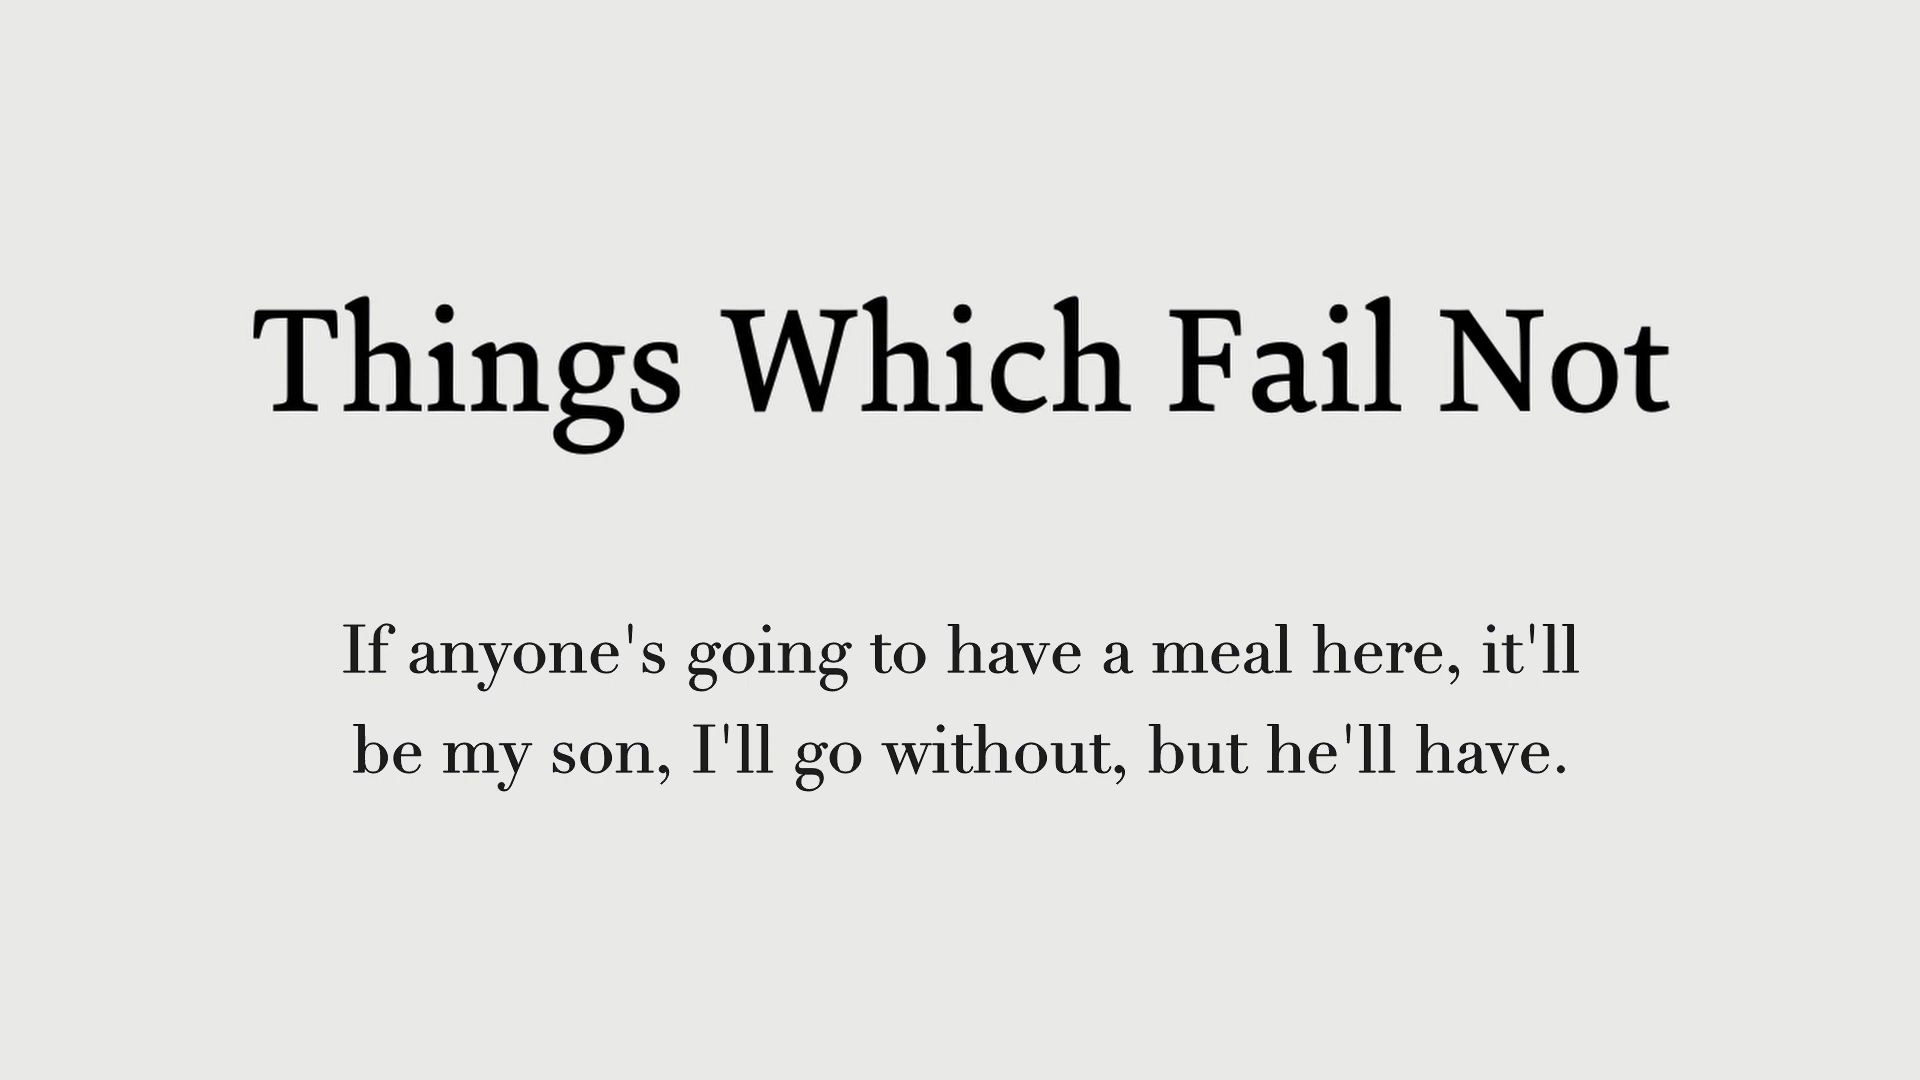 Things Which Fail Not
If anyone's going to have a meal here, it'll
be my son, I'll go without, but he'll have.